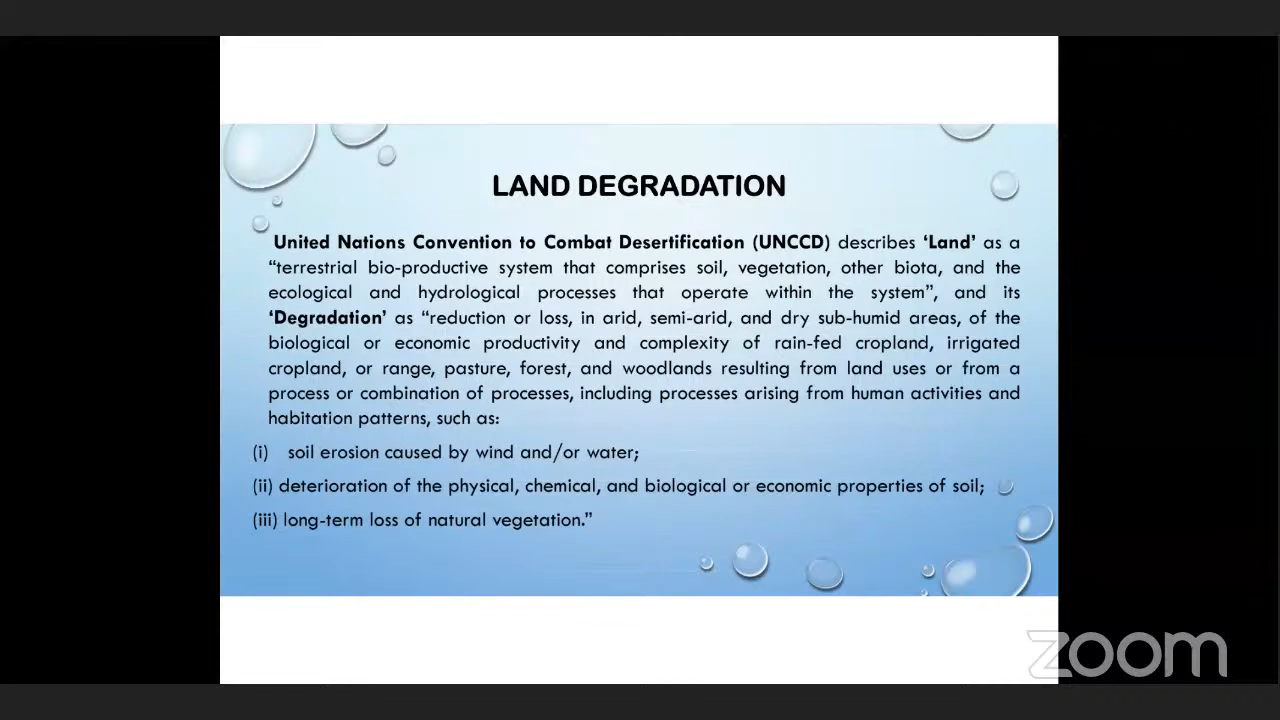 LAND DEGRADATION
United Nations Convention to Combat Desertification (UNCCD) describes ‘Land’ as a
“terrestrial bio-productive system that comprises soil, vegetation, other biota, and the
ecological and hydrological processes that operate within the system”, and its
‘Degradation’ as “reduction or loss, in arid, semi-arid, and dry sub-humid areas, of the
biological or economic productivity and complexity of rain-fed cropland, irrigated
cropland, or range, pasture, forest, and woodlands resulting from land uses or from a
process or combination of processes, including processes arising from human activities and
habitation patterns, such as:
(i) soil erosion caused by wind and/or water;
(ii) deterioration of the physical, chemical, and biological or economic properties of soil;
(iii) long-term loss of natural vegetation.”
zoom